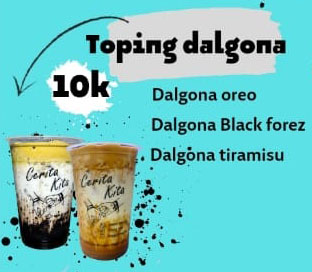 Toping dalgona
10k
Dalgona oreo
Dalgona Black forez
Dalgona tiramisu
Cerita
Kita
Cerita
Kita